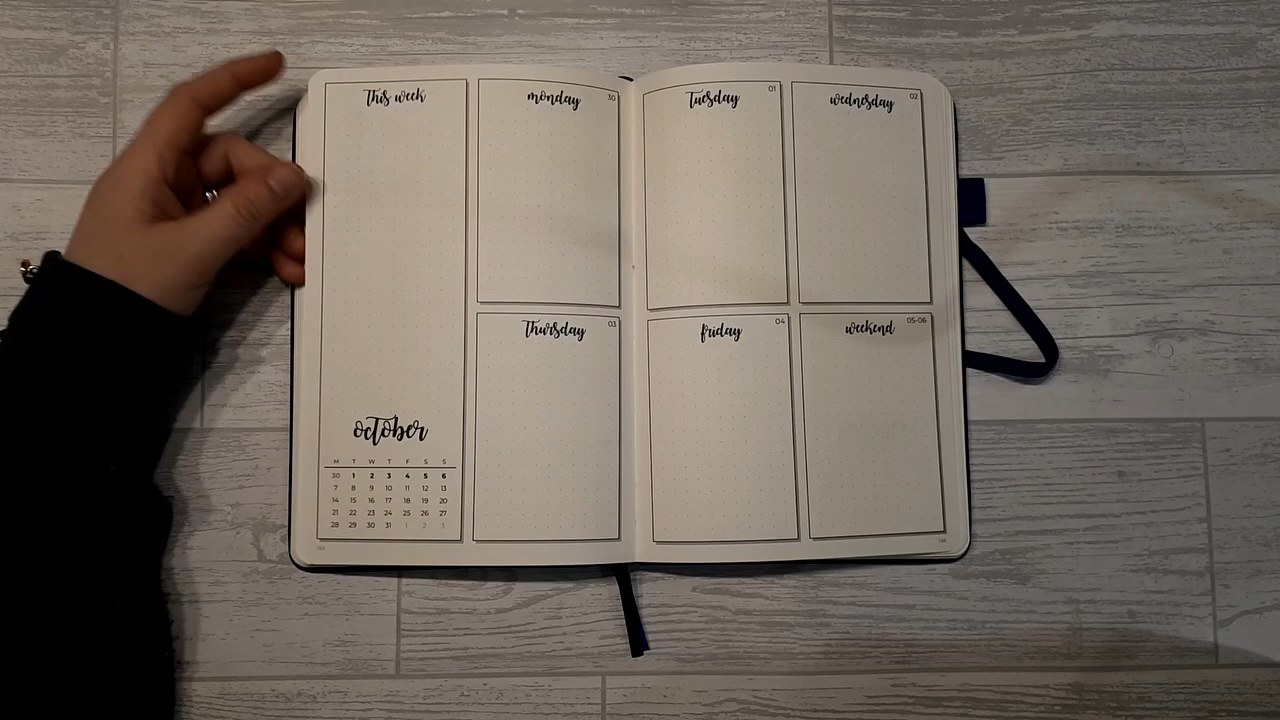 This week
october
M T W T F S S
30 1 2 3 4 5 6
7 8 9 10 11 12 13
14 15 16 17 18 19 20
21 22 23 24 25 26 27
28 29 30 31 1 2 3
monday 30
Thursday 03
Tuesday 01
wednesday 02
friday 04
weekend 05-06